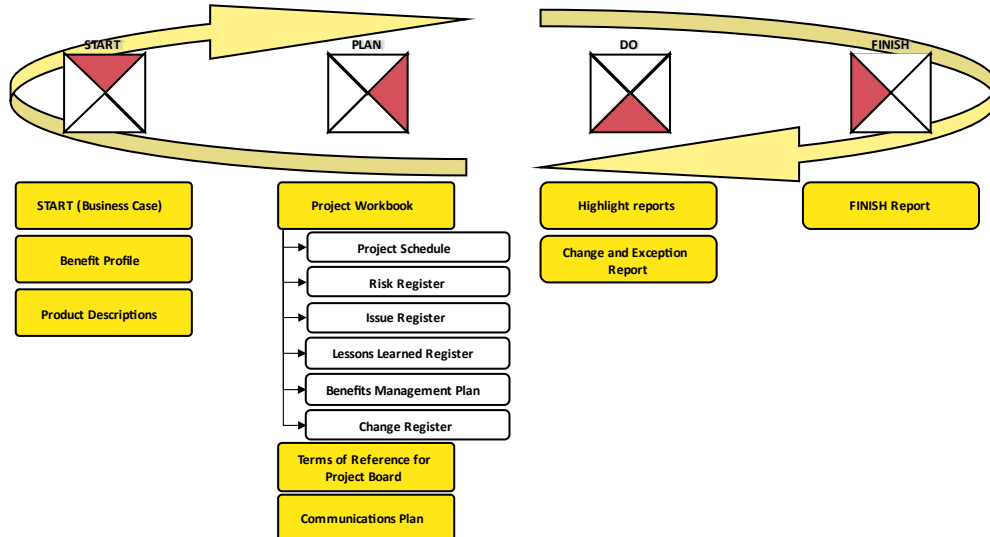 START
PLAN
DO
FINISH
START (Business Case)
Benefit Profile
Product Descriptions
Project Workbook
Project Schedule
Risk Register
Issue Register
Lessons Learned Register
Benefits Management Plan
Change Register
Terms of Reference for
Project Board
Communications Plan
Highlight reports
Change and Exception
Report
FINISH Report